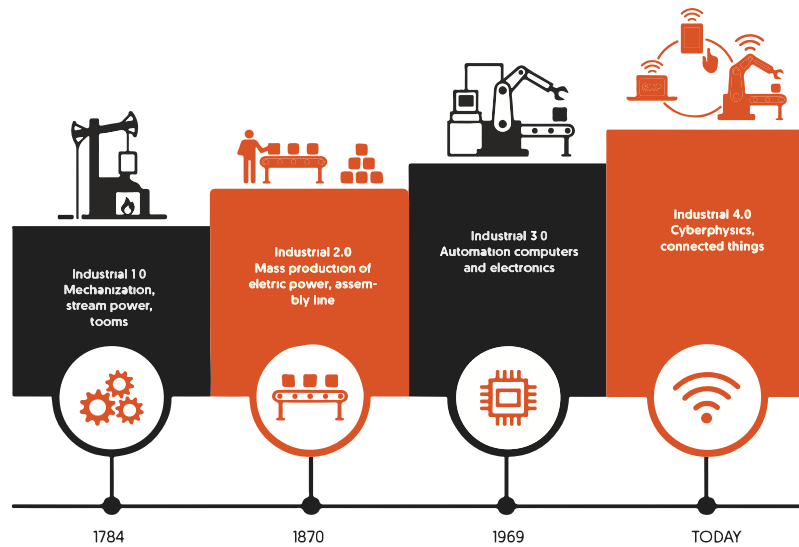 Industrial 1 0
Mechanization,
stream power,
tooms
Industrial 2.0
Mass production of
eletric power, assem-
bly line
Industrial 3 0
Automation computers
and electronics
Industrial 4.0
Cyberphysics,
connected things
1784
1870
1969
TODAY